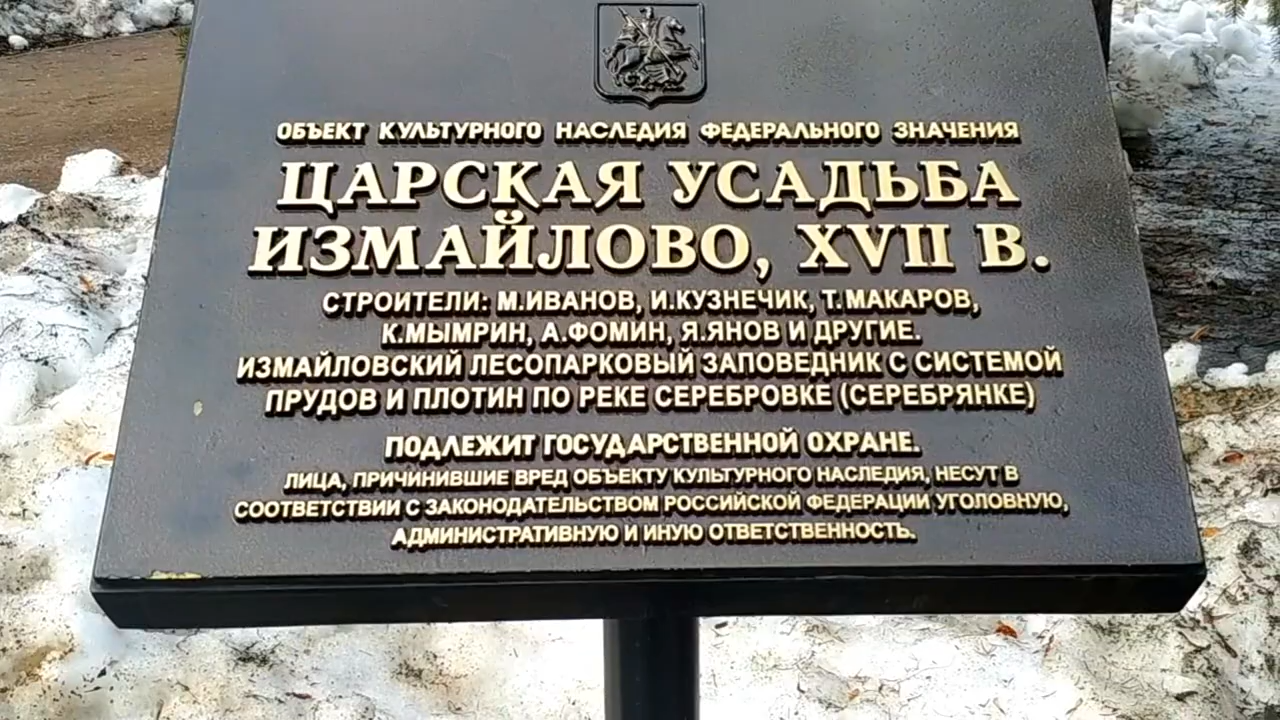 ОБЪЕКТ КУЛЬТУРНОГО НАСЛЕДИЯ ФЕДЕРАЛЬНОГО ЗНАЧЕНИЯ
ЦАРСКАЯ УСАДЬБА
ИЗМАЙЛОВО, XVII В.
СТРОИТЕЛИ: М.ИВАНОВ, И.КУЗНЕЧИК, Т.МАКАРОВ,
К.МЫМРИН, А.ФОМИН, Я.ЯНОВ И ДРУГИЕ.
ИЗМАЙЛОВСКИЙ ЛЕСОПАРКОВЫЙ ЗАПОВЕДНИК С СИСТЕМОЙ
ПРУДОВ И ПЛОТИН ПО РЕКЕ СЕРЕБРОВКЕ (СЕРЕБРЯНКЕ)
ПОДЛЕЖИТ ГОСУДАРСТВЕННОЙ ОХРАНЕ.
ЛИЦА, ПРИЧИНИВШИЕ ВРЕД ОБЪЕКТУ КУЛЬТУРНОГО НАСЛЕДИЯ, НЕСУТ В
СООТВЕТСТВИИ С ЗАКОНОДАТЕЛЬСТВОМ РОССИЙСКОЙ ФЕДЕРАЦИИ УГОЛОВНУЮ,
АДМИНИСТРАТИВНУЮ И ИНУЮ ОТВЕТСТВЕННОСТЬ.